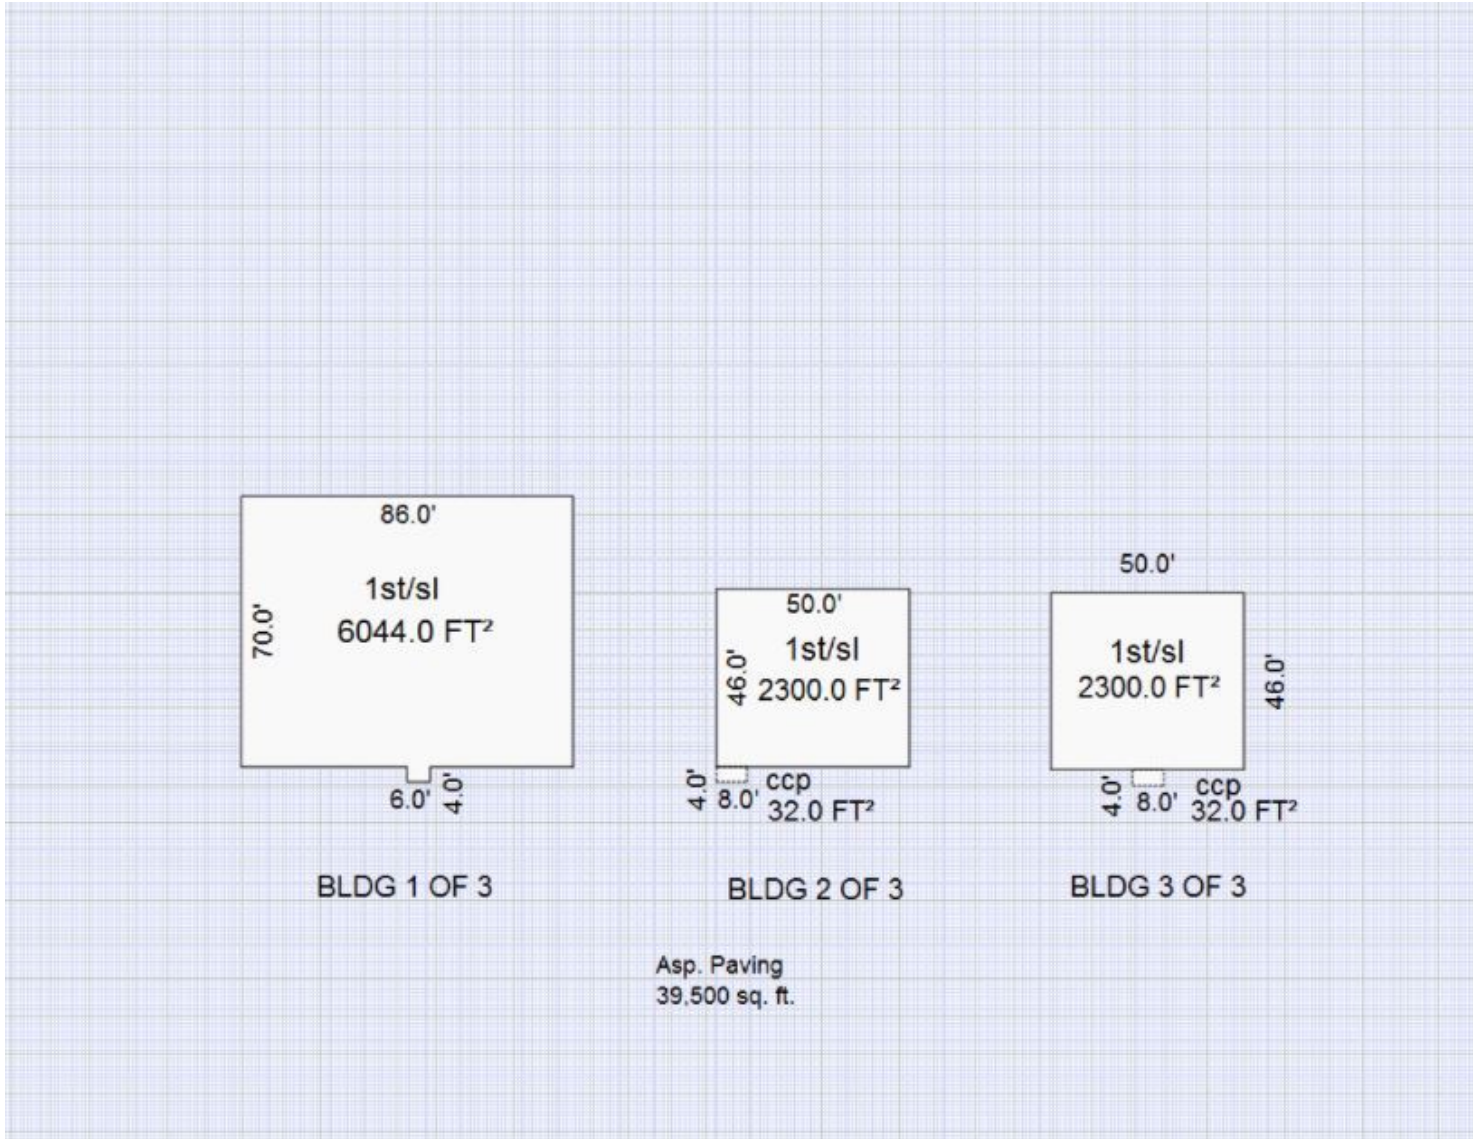 86.0'
1st/sl
70.0'
6044.0 FT²
6.0'
4.0'
BLDG 1 OF 3
50.0'
1st/sl
46.0'
2300.0 FT²
4.0'
8.0'
ccp
32.0 FT²
BLDG 2 OF 3
50.0'
1st/sl
2300.0 FT²
46.0'
4.0'
8.0'
ccp
32.0 FT²
BLDG 3 OF 3
Asp. Paving
39,500 sq. ft.